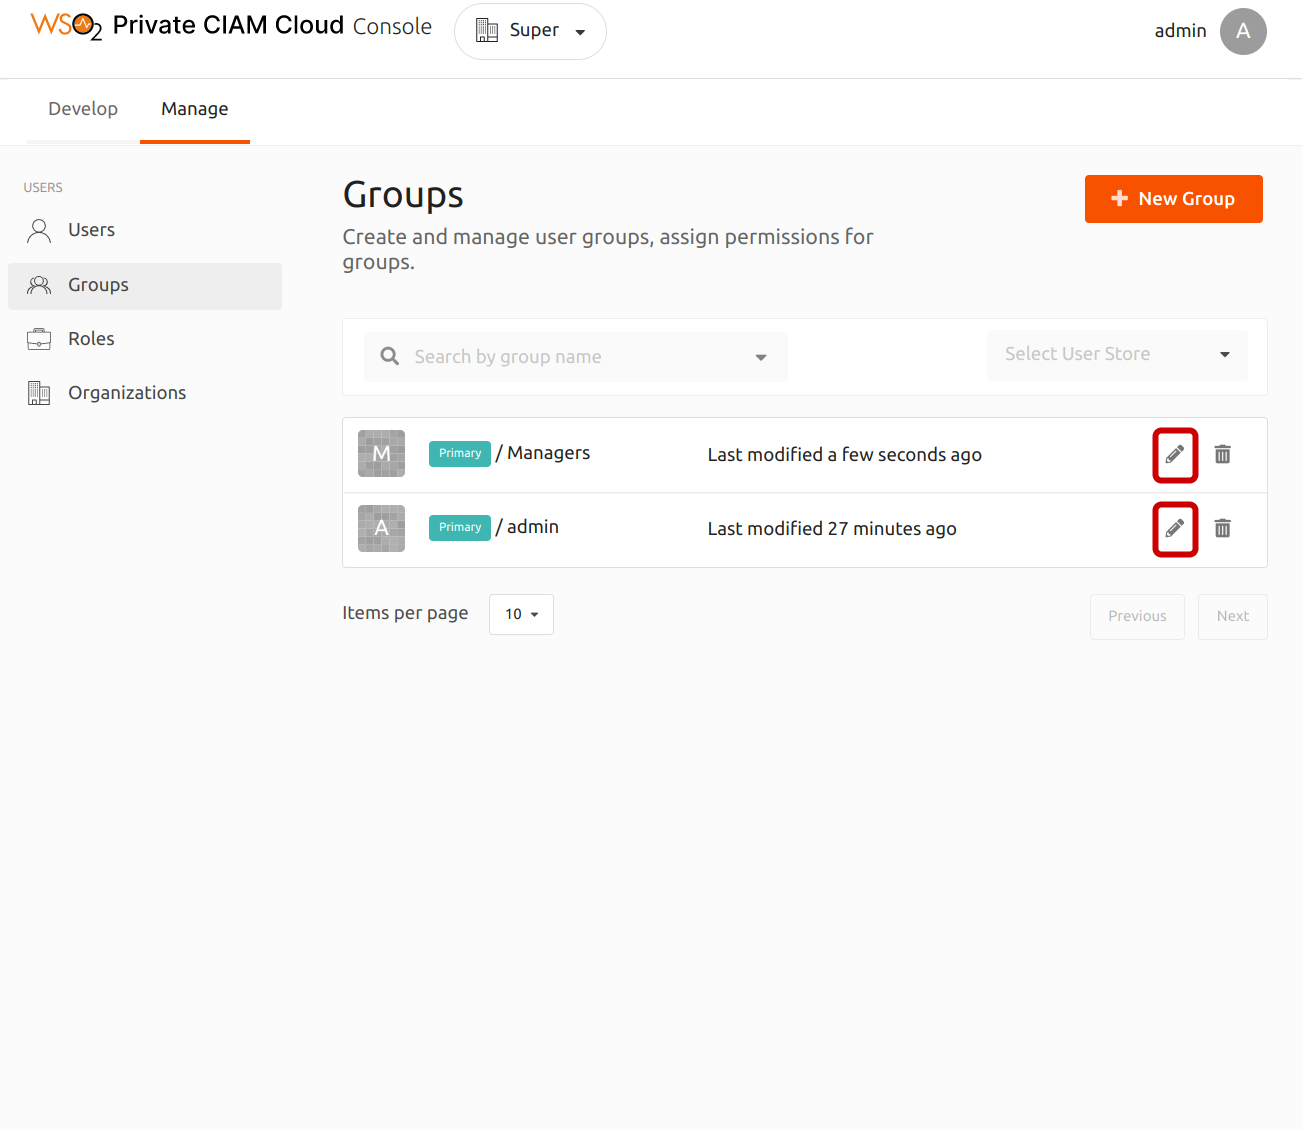 WSO2 Private CIAM Cloud Console Super admin A
Develop Manage
USERS
Users
Groups
Roles
Organizations
Groups
New Group
Create and manage user groups, assign permissions for
groups.
Search by group name Select User Store
M Primary / Managers Last modified a few seconds ago
A Primary / admin Last modified 27 minutes ago
Items per page 10 Previous Next